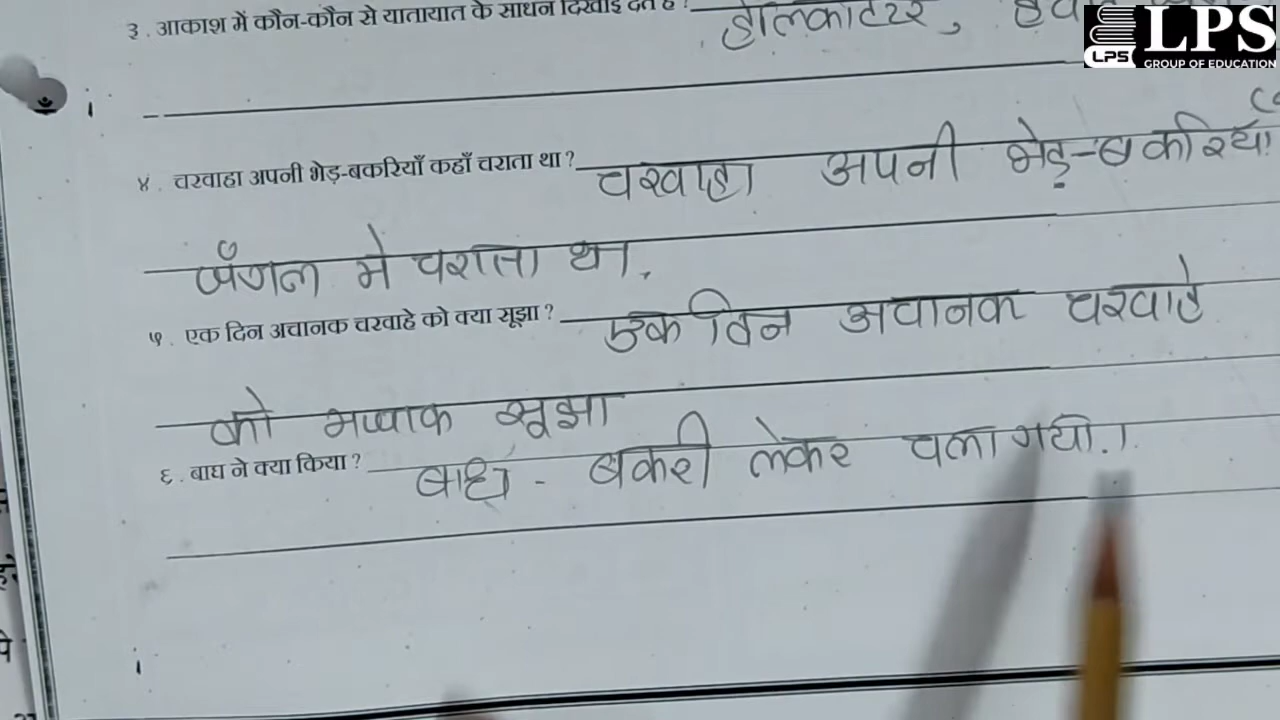 ३. आकाश में कौन-कौन से यातायात के साधन दिखाई देते है?
LPS
LPS
GROUP OF EDUCATION
४. चरवाहा अपनी भेड़-बकरियाँ कहाँ चराता था? चरवाहा अपनी भेड़-बकरियाँ
जँगल मे चराता था.
५. एक दिन अचानक चरवाहे को क्या सूझा? एक दिन अचानक चरवाहे
को मजाक सूझा
६. बाघ ने क्या किया? बाघ - बकरी लेकर चला गया.।